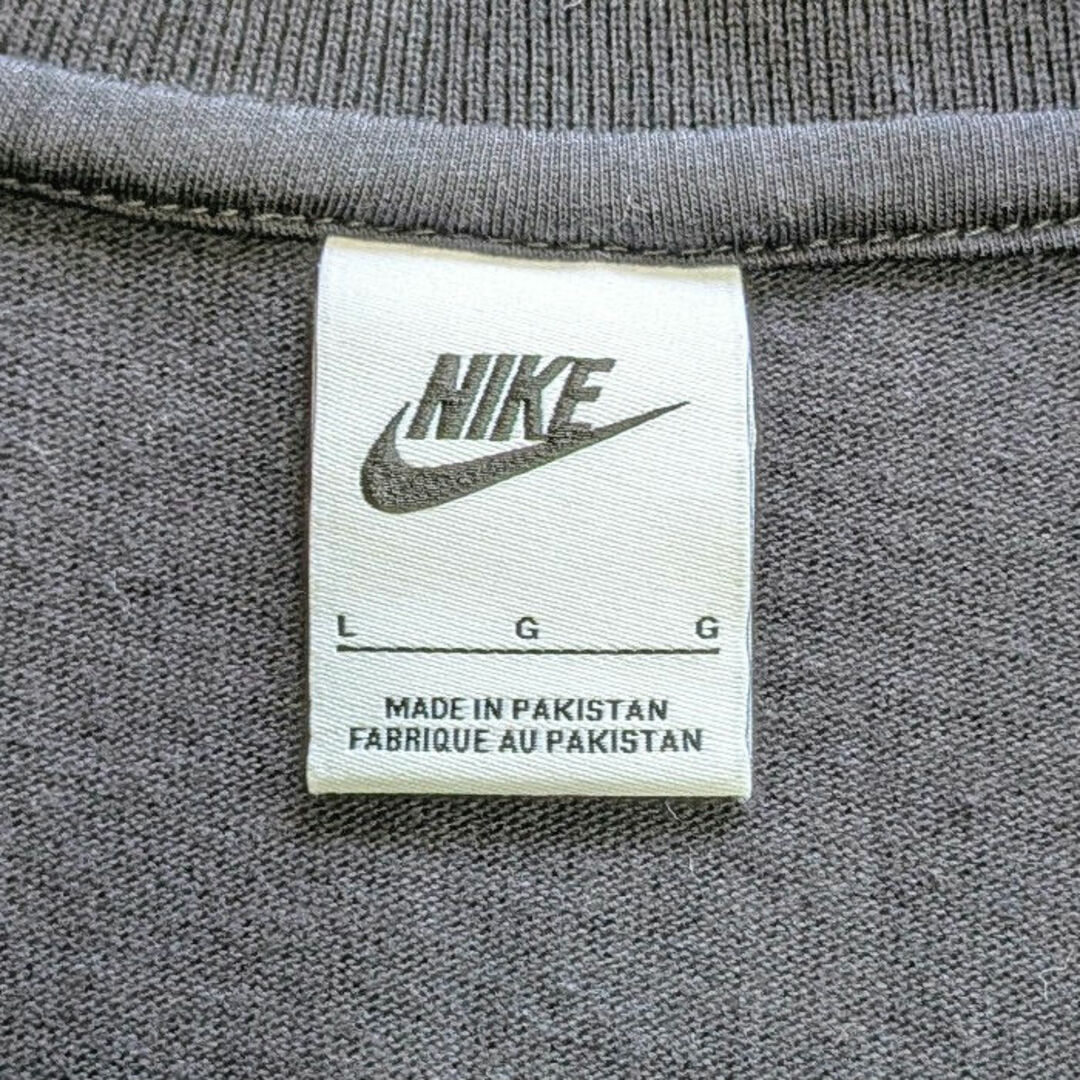 NIKE
L G G
MADE IN PAKISTAN
FABRIQUE AU PAKISTAN